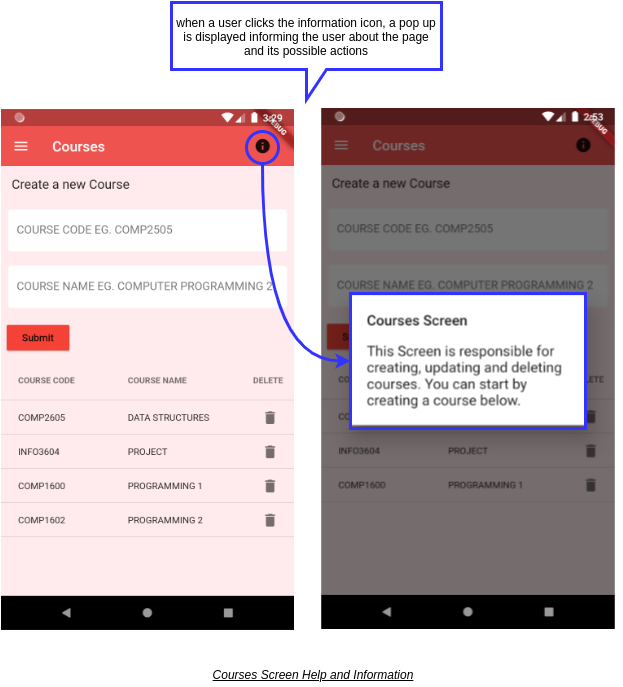 when a user clicks the information icon, a pop up
is displayed informing the user about the page
and its possible actions
3:29
DEBUG
Courses
Create a new Course
COURSE CODE EG. COMP2505
COURSE NAME EG. COMPUTER PROGRAMMING 2
Submit
COURSE CODE COURSE NAME DELETE
COMP2605 DATA STRUCTURES
INFO3604 PROJECT
COMP1600 PROGRAMMING 1
COMP1602 PROGRAMMING 2
2:53
DEBUG
Courses
Create a new Course
COURSE CODE EG. COMP2505
COURSE NAME EG. COMPUTER PROGRAMMING 2
Courses Screen
This Screen is responsible for
creating, updating and deleting
courses. You can start by
creating a course below.
INFO3604 PROJECT
COMP1600 PROGRAMMING 1
Courses Screen Help and Information